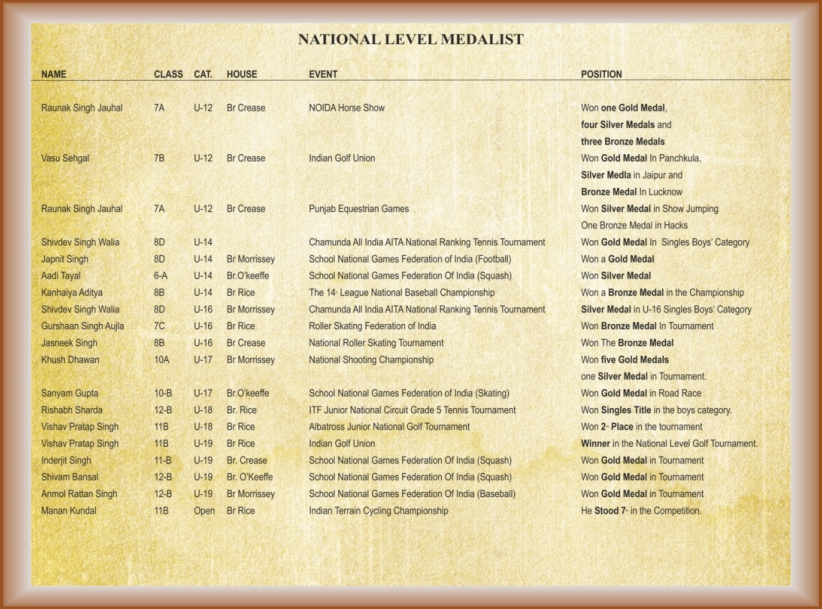 NATIONAL LEVEL MEDALIST
NAME CLASS CAT. HOUSE EVENT POSITION
Raunak Singh Jauhal 7A U-12 Br Crease NOIDA Horse Show Won one Gold Medal,
four Silver Medals and
three Bronze Medals
Vasu Sehgal 7B U-12 Br Crease Indian Golf Union Won Gold Medal In Panchkula,
Silver Medla in Jaipur and
Bronze Medal In Lucknow
Raunak Singh Jauhal 7A U-12 Br Crease Punjab Equestrian Games Won Silver Medal in Show Jumping
One Bronze Medal in Hacks
Shivdev Singh Walia 8D U-14 Chamunda All India AITA National Ranking Tennis Tournament Won Gold Medal In Singles Boys' Category
Japnit Singh 8D U-14 Br Morrissey School National Games Federation of India (Football) Won a Gold Medal
Aadi Tayal 6-A U-14 Br.O'keeffe School National Games Federation Of India (Squash) Won Silver Medal
Kanhaiya Aditya 8B U-14 Br Rice The 14 League National Baseball Championship Won a Bronze Medal in the Championship
Shivdev Singh Walia 8D U-16 Br Morrissey Chamunda All India AITA National Ranking Tennis Tournament Silver Medal in U-16 Singles Boys' Category
Gurshaan Singh Aujla 7C U-16 Br Rice Roller Skating Federation of India Won Bronze Medal In Tournament
Jasneek Singh 8B U-16 Br Crease National Roller Skating Tournament Won The Bronze Medal
Khush Dhawan 10A U-17 Br Morrissey National Shooting Championship Won five Gold Medals
one Silver Medal in Tournament.
Sanyam Gupta 10-B U-17 Br.O'keeffe School National Games Federation of India (Skating) Won Gold Medal in Road Race
Rishabh Sharda 12-B U-18 Br. Rice ITF Junior National Circuit Grade 5 Tennis Tournament Won Singles Title in the boys category.
Vishav Pratap Singh 11B U-18 Br Rice Albatross Junior National Golf Tournament Won 2 Place in the tournament
Vishav Pratap Singh 11B U-19 Br Rice Indian Golf Union Winner in the National Level Golf Tournament.
Inderjit Singh 11-B U-19 Br. Crease School National Games Federation Of India (Squash) Won Gold Medal in Tournament
Shivam Bansal 12-B U-19 Br. O'Keeffe School National Games Federation Of India (Squash) Won Gold Medal in Tournament
Anmol Rattan Singh 12-B U-19 Br Morrissey School National Games Federation Of India (Baseball) Won Gold Medal in Tournament
Manan Kundal 11B Open Br Rice Indian Terrain Cycling Championship He Stood 7 in the Competition.